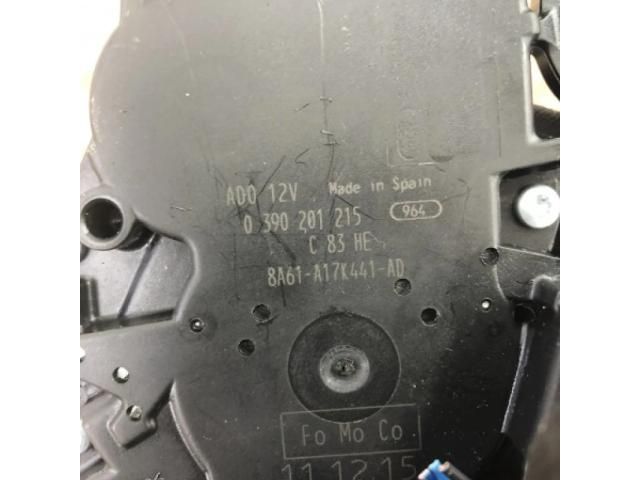 ADO 12V Made in Spain
0 390 201 215 964
C 83 HE
8A61-A17K441-AD
Fo Mo Co
11.12.15